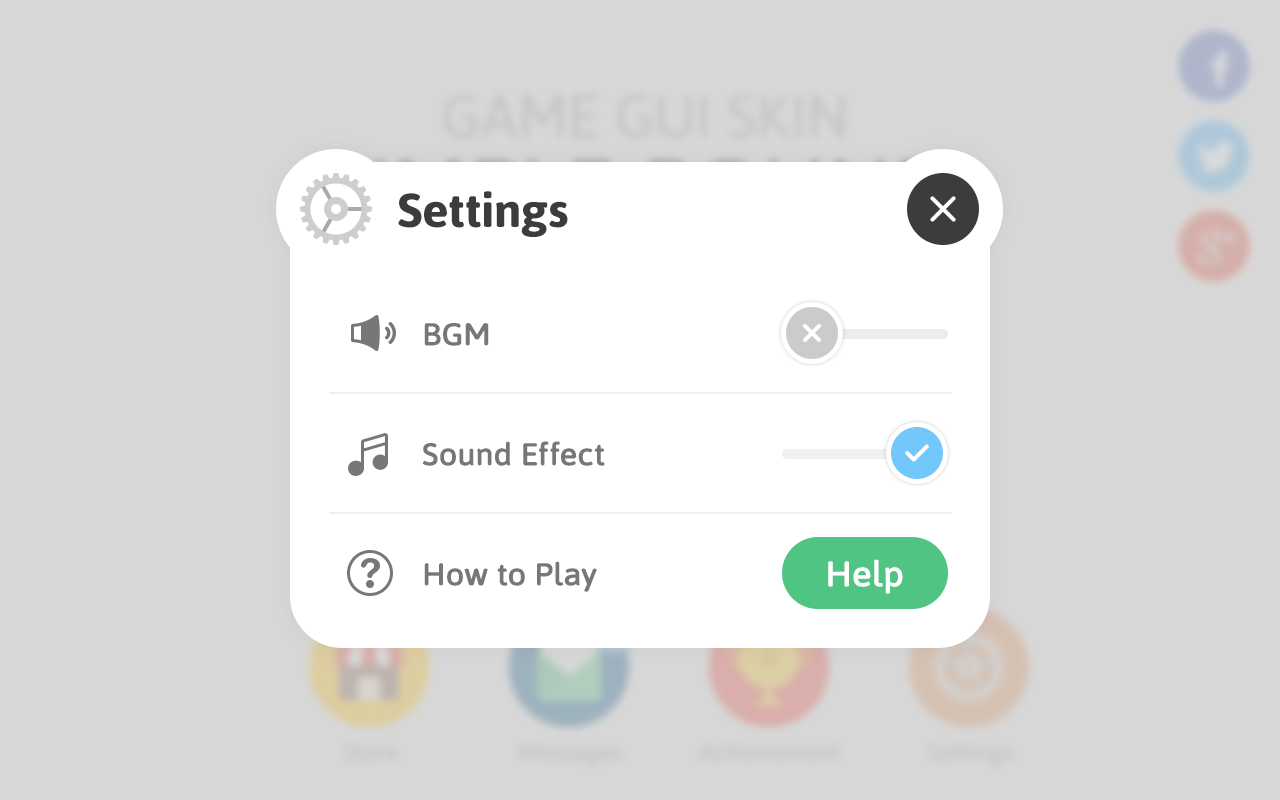 GAME GUI SKIN
Settings
BGM
Sound Effect
How to Play
Help
Store
Messages
Achievement
Settings